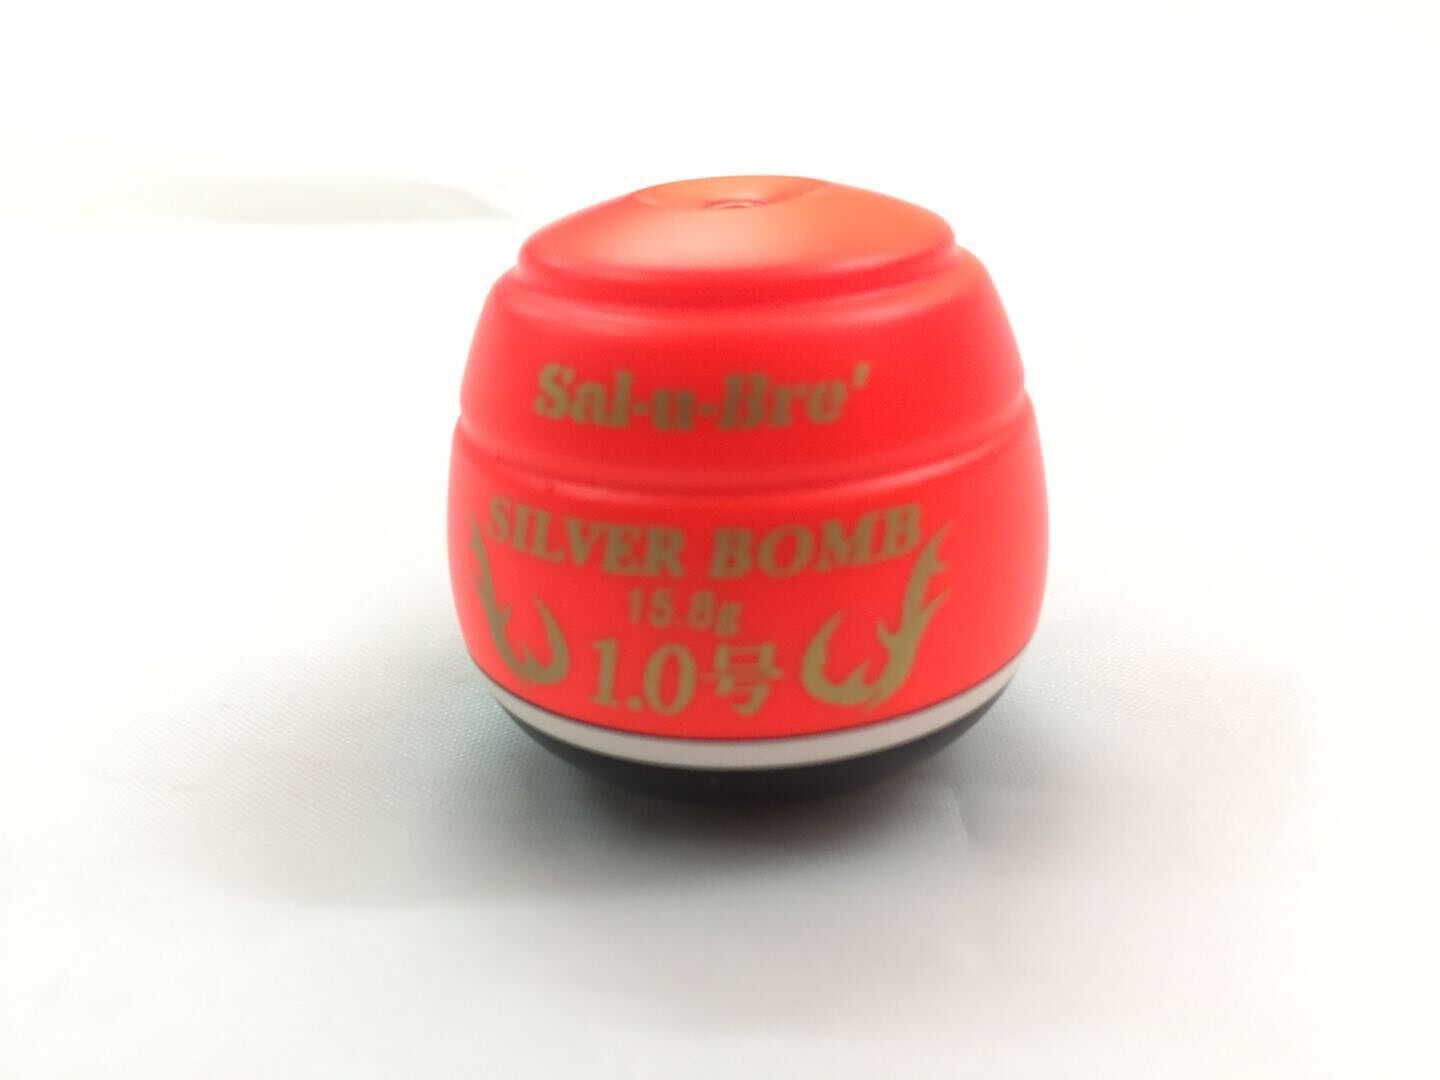 Sal-u-Bre'
SILVER BOMB
15.8g
1.0号